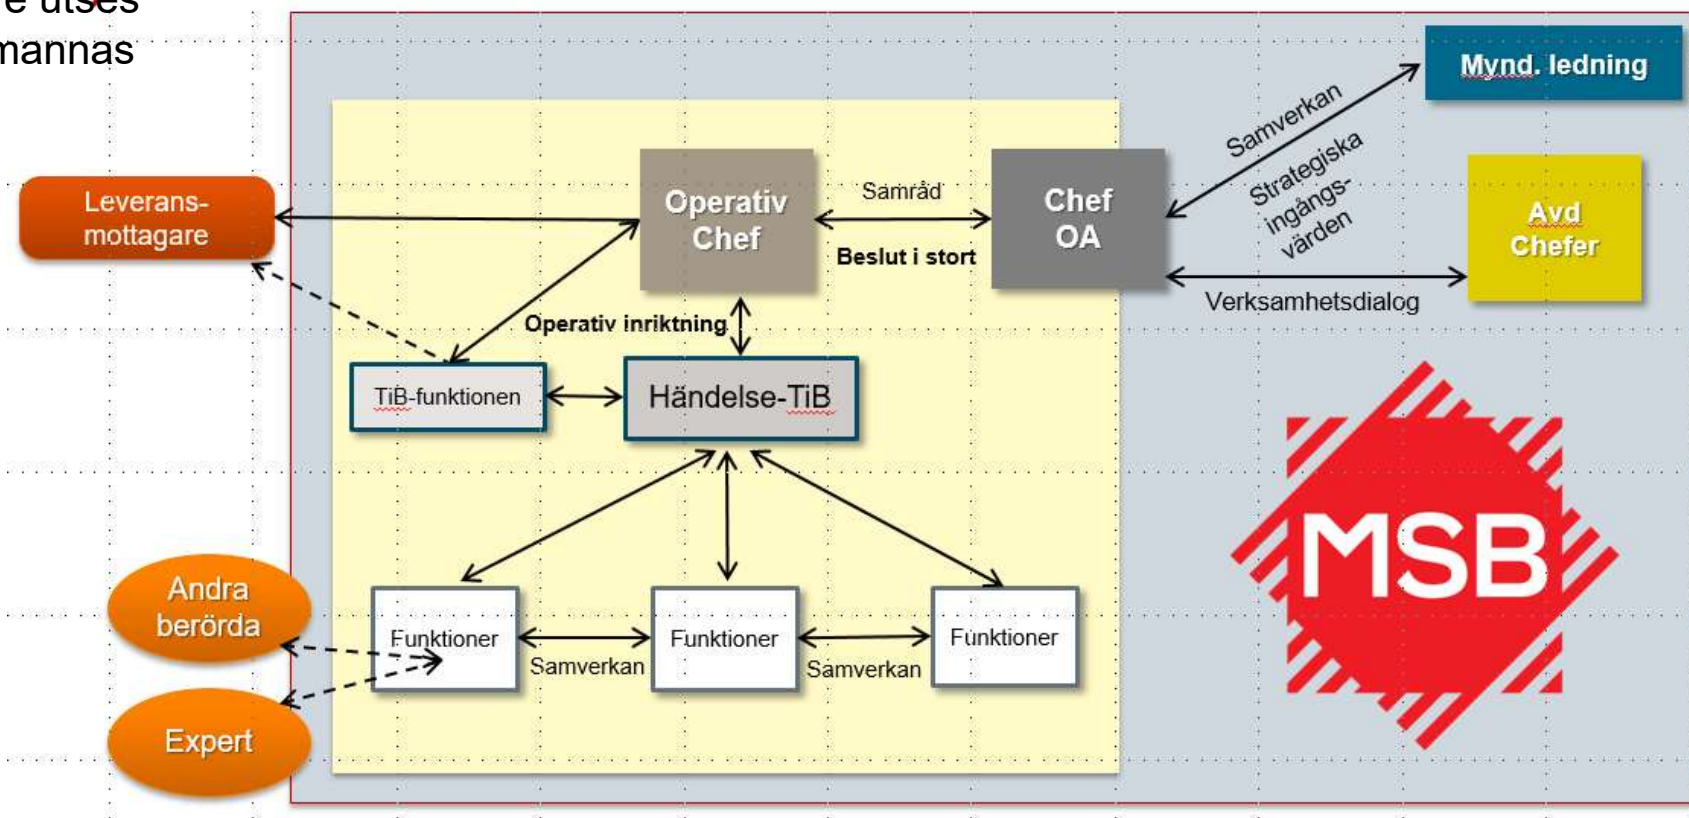 e utses
mannas
Mynd. ledning
Samverkan
Strategiska
ingångs-
värden
Leverans-
mottagare
Operativ
Chef
Samråd
Beslut i stort
Chef
OA
Avd
Chefer
Verksamhetsdialog
Operativ inriktning
TiB-funktionen
Händelse-TiB
MSB
Andra
berörda
Funktioner
Samverkan
Funktioner
Samverkan
Funktioner
Expert